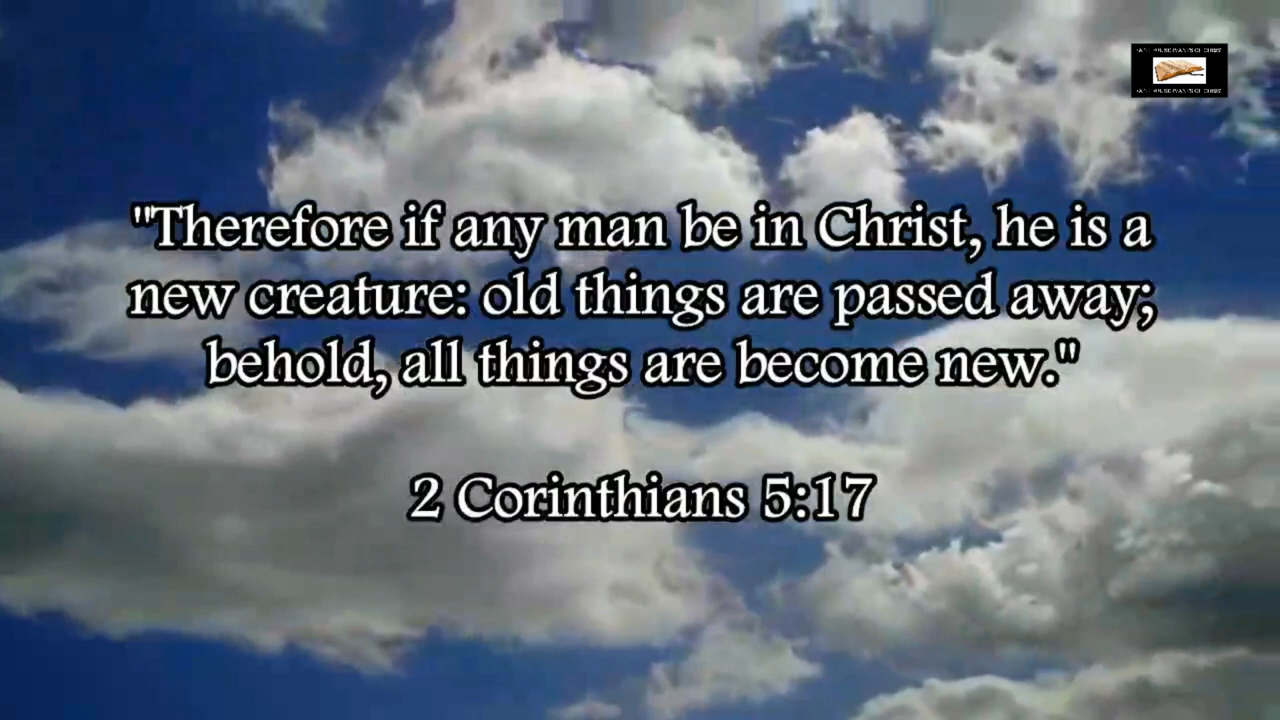 "Therefore if any man be in Christ, he is a
new creature: old things are passed away;
behold, all things are become new."
2 Corinthians 5:17